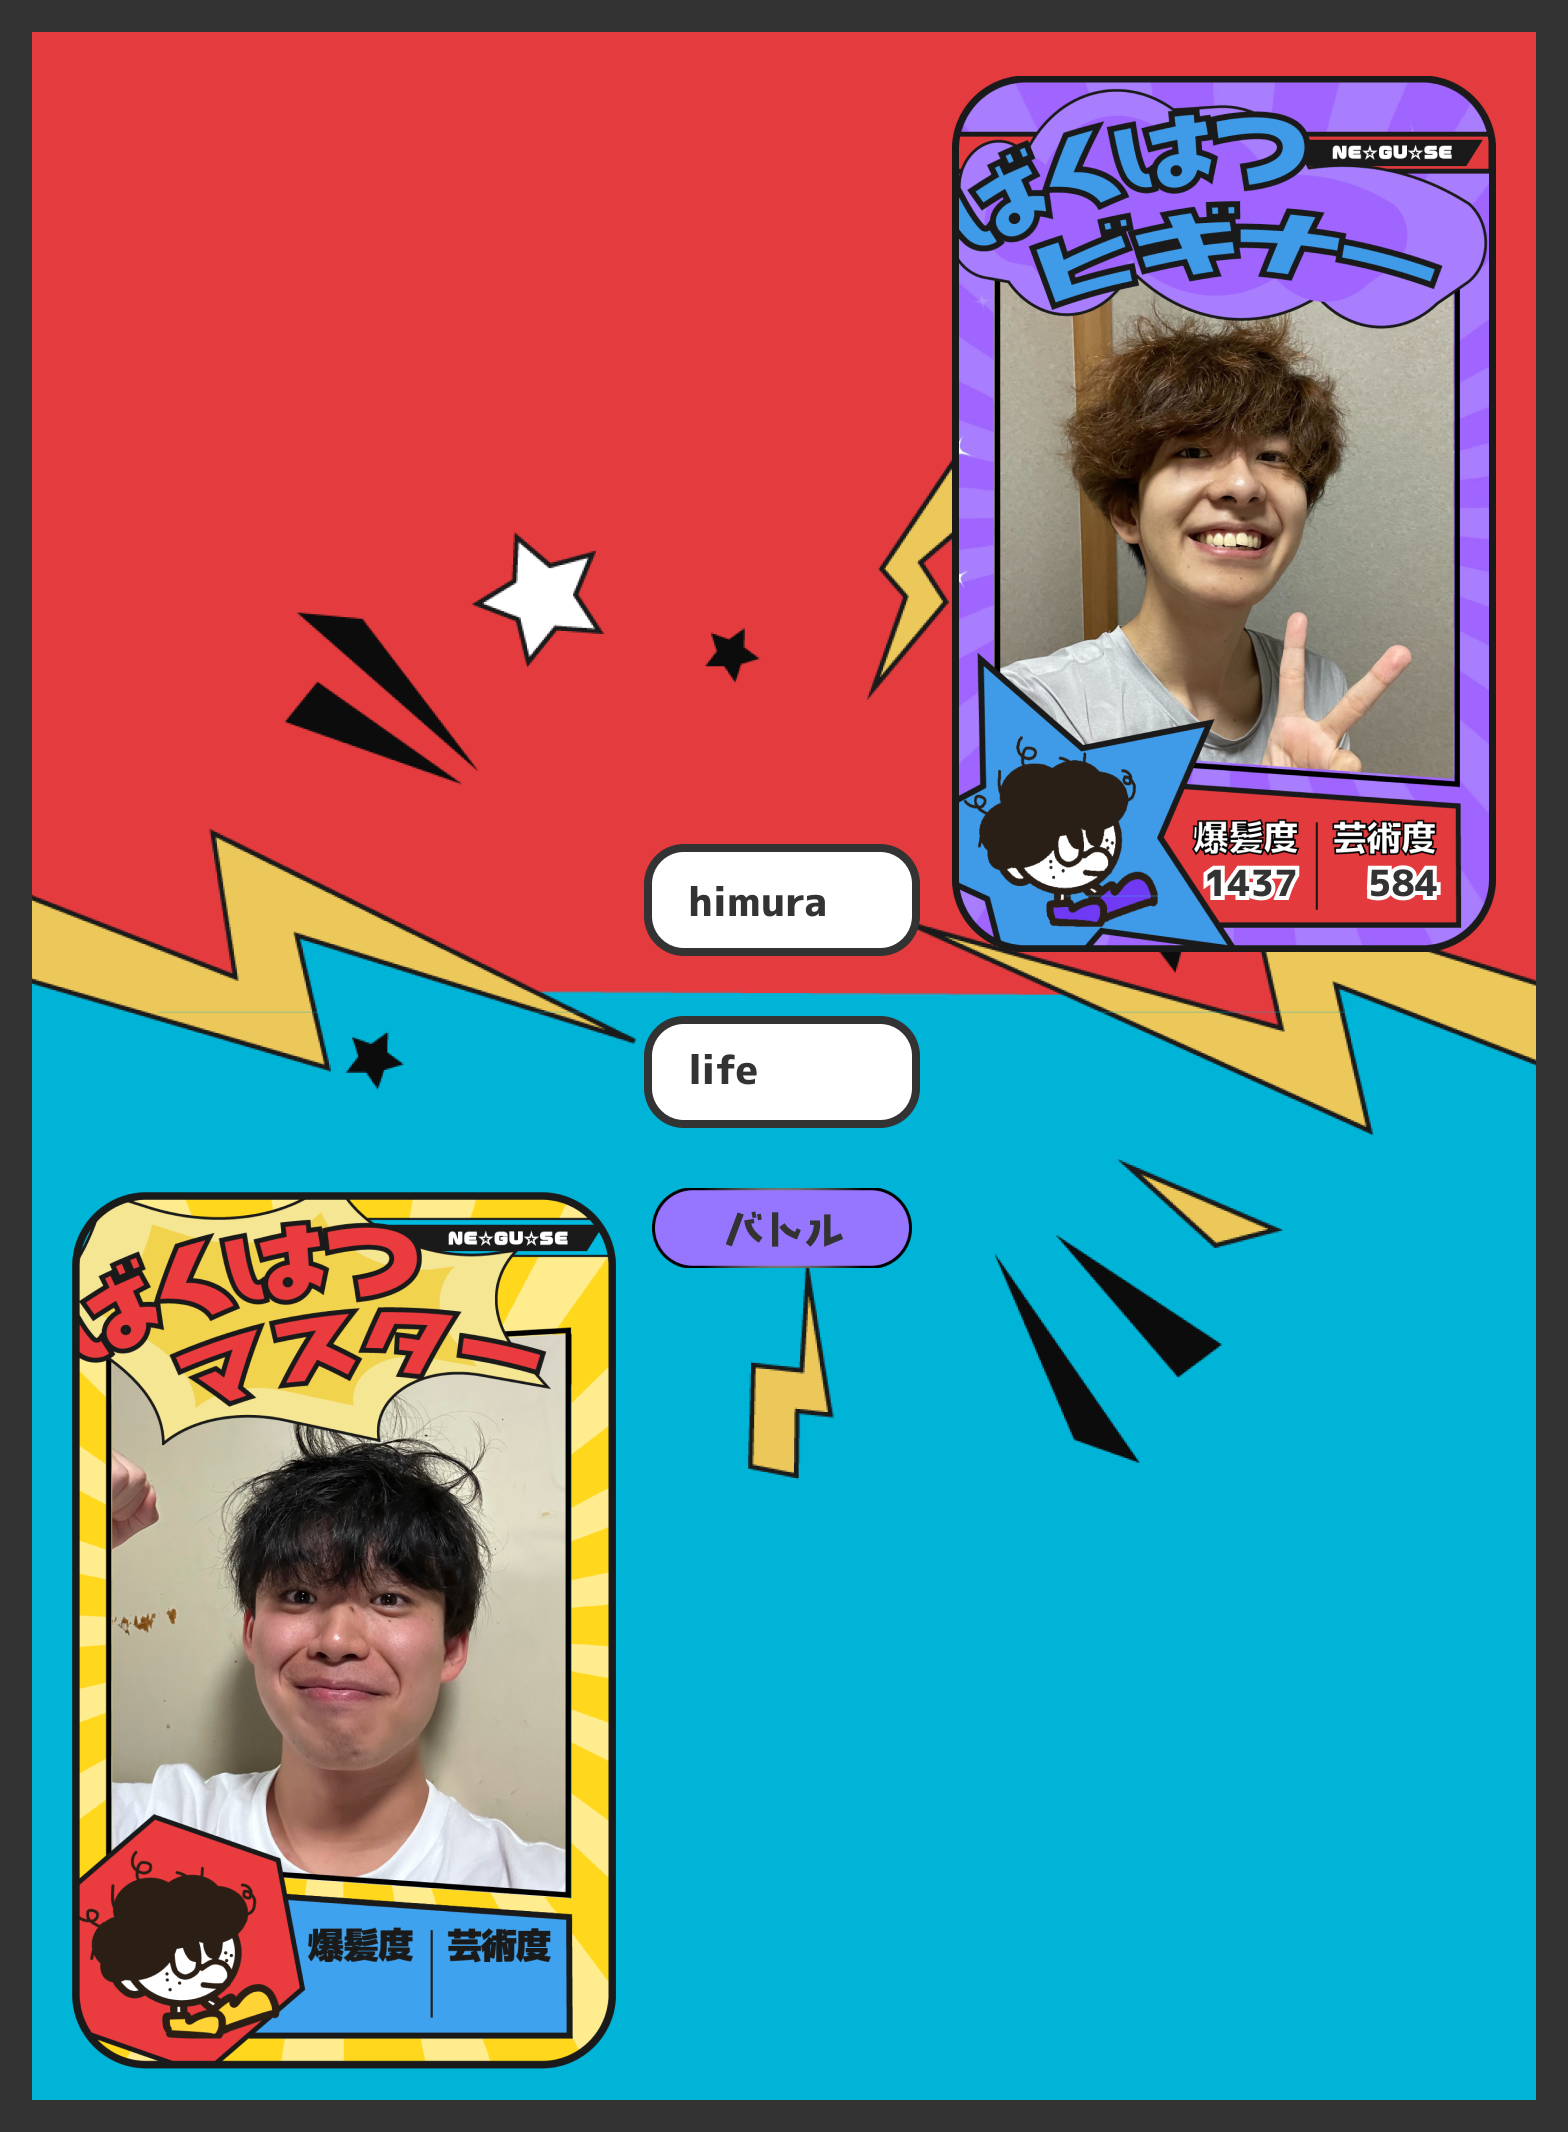 NE☆GU☆SE
ばくはつ
ビギナー
爆髪度 芸術度
1437 584
himura
life
バトル
NE☆GU☆SE
ばくはつ
マスター
爆髪度 芸術度